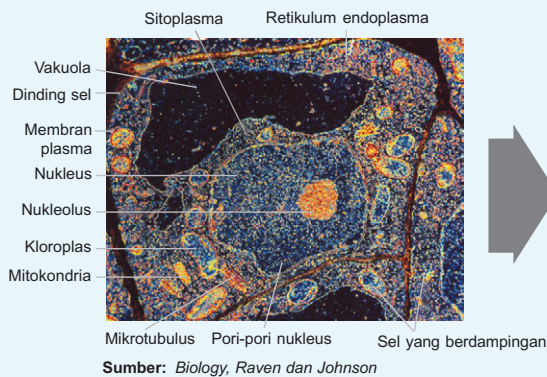 Sitoplasma
Retikulum endoplasma
Vakuola
Dinding sel
Membran
plasma
Nukleus
Nukleolus
Kloroplas
Mitokondria
Mikrotubulus
Pori-pori nukleus
Sel yang berdampingan
Sumber: Biology, Raven dan Johnson